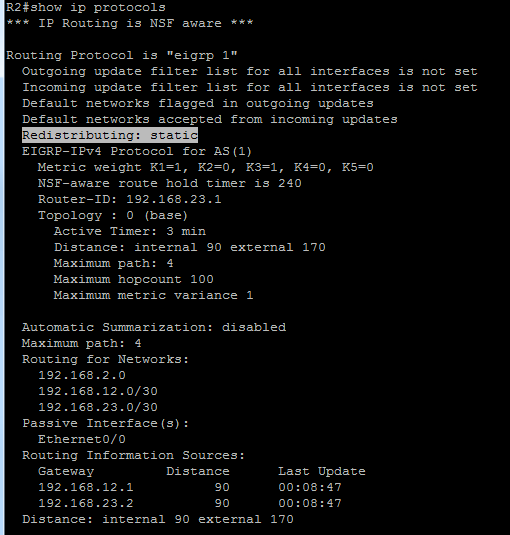 R2#show ip protocols
*** IP Routing is NSF aware ***
Routing Protocol is "eigrp 1"
Outgoing update filter list for all interfaces is not set
Incoming update filter list for all interfaces is not set
Default networks flagged in outgoing updates
Default networks accepted from incoming updates
Redistributing: static
EIGRP-IPv4 Protocol for AS(1)
Metric weight K1=1, K2=0, K3=1, K4=0, K5=0
NSF-aware route hold timer is 240
Router-ID: 192.168.23.1
Topology : 0 (base)
Active Timer: 3 min
Distance: internal 90 external 170
Maximum path: 4
Maximum hopcount 100
Maximum metric variance 1
Automatic Summarization: disabled
Maximum path: 4
Routing for Networks:
192.168.2.0
192.168.12.0/30
192.168.23.0/30
Passive Interface(s):
Ethernet0/0
Routing Information Sources:
Gateway Distance Last Update
192.168.12.1 90 00:08:47
192.168.23.2 90 00:08:47
Distance: internal 90 external 170